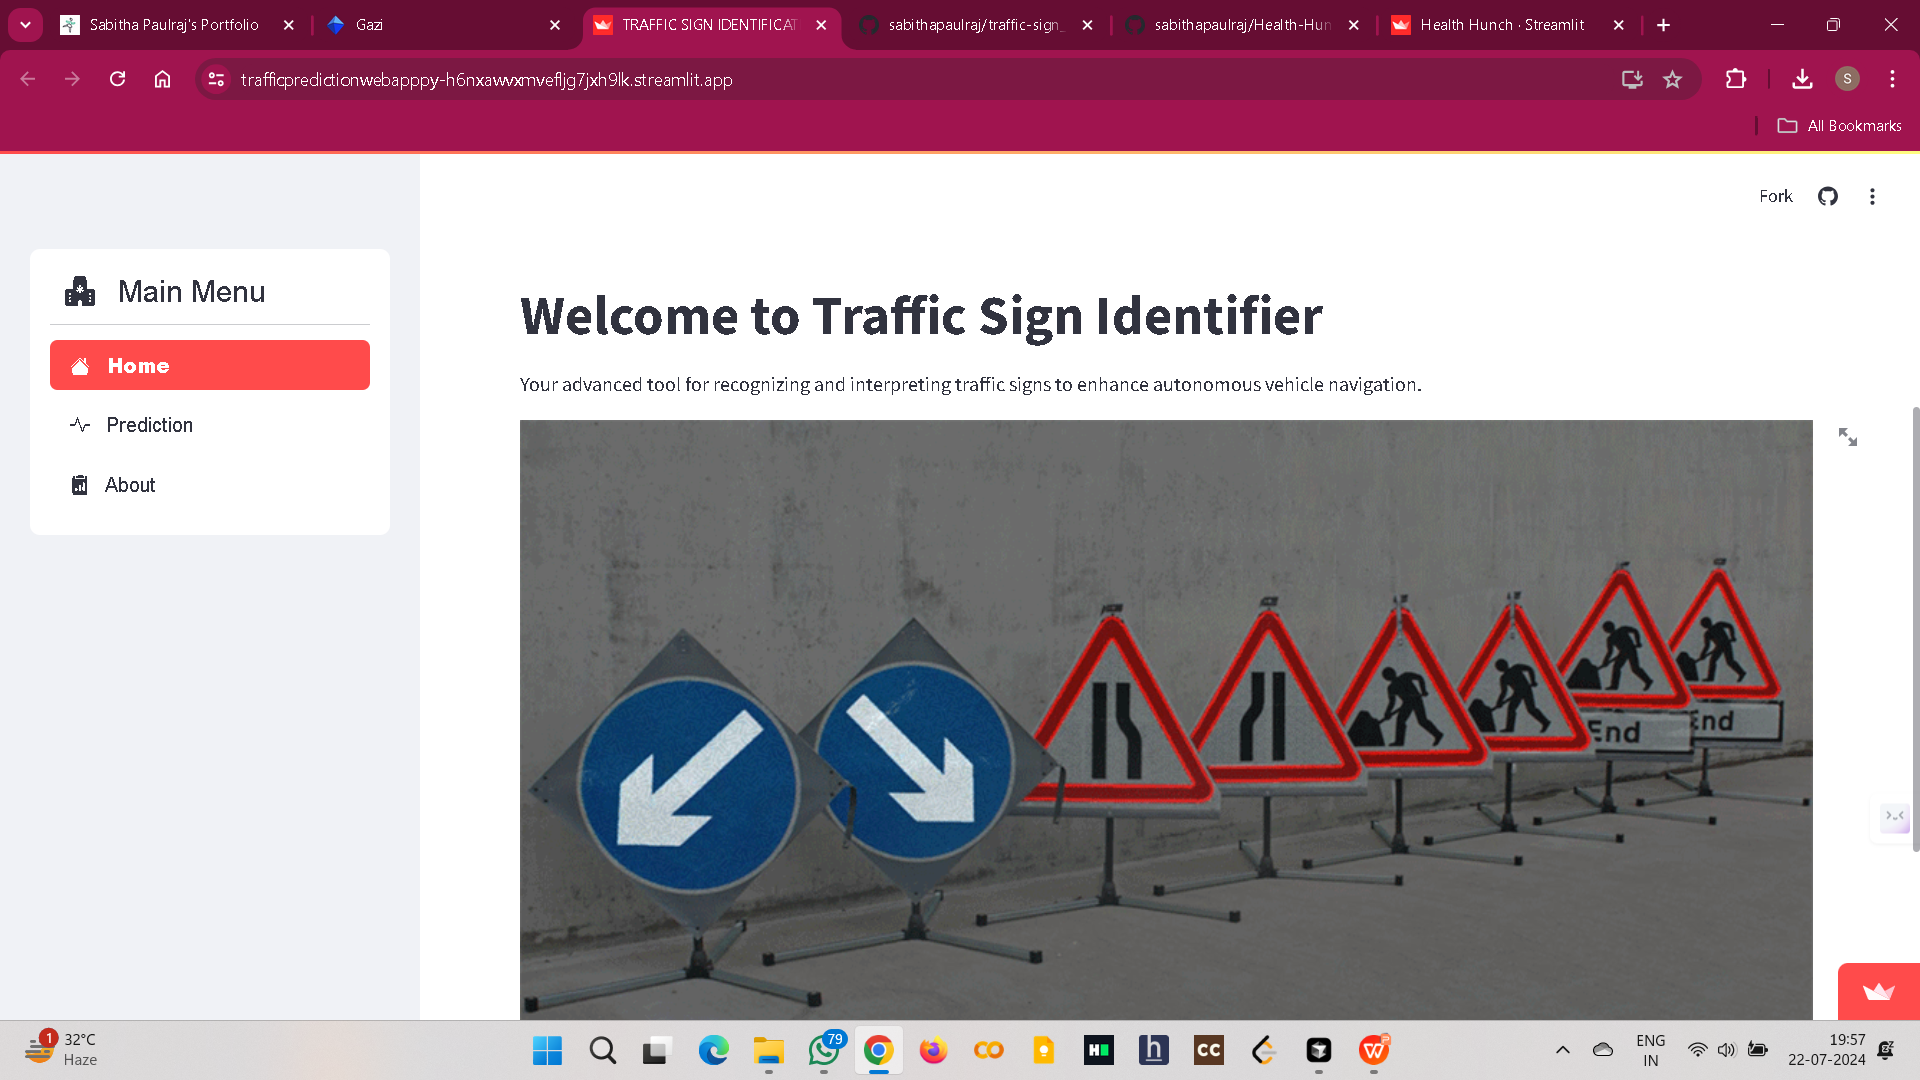 Sabitha Paulraj's Portfolio
Gazi
TRAFFIC SIGN IDENTIFICAT
sabithapaulraj/traffic-sign_
sabithapaulraj/Health-Hun
Health Hunch · Streamlit
trafficpredictionwebapppy-h6nxawvxmvefljg7jxh9lk.streamlit.app
S
All Bookmarks
Fork
Main Menu
Home
Prediction
About
Welcome to Traffic Sign Identifier
Your advanced tool for recognizing and interpreting traffic signs to enhance autonomous vehicle navigation.
End
End
1
32°C
Haze
79
CO
H
h
CC
W
P
ENG
IN
19:57
22-07-2024